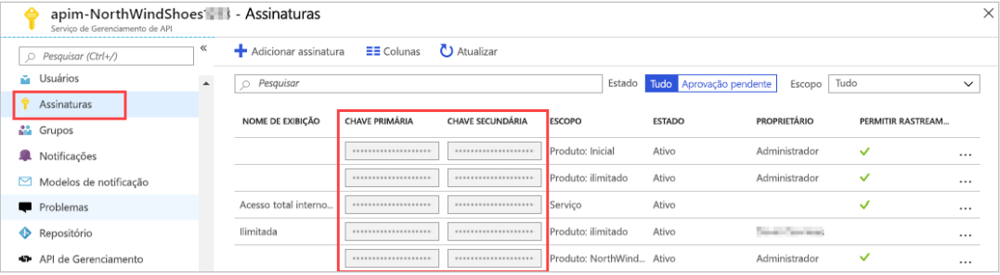 apim-NorthWindShoes - Assinaturas
Serviço de Gerenciamento de API
Pesquisar (Ctrl+/)
Usuários
Assinaturas
Grupos
Notificações
Modelos de notificação
Problemas
Repositório
API de Gerenciamento
Adicionar assinatura Colunas Atualizar
Pesquisar Estado Tudo Aprovação pendente Escopo Tudo
NOME DE EXIBIÇÃO CHAVE PRIMÁRIA CHAVE SECUNDÁRIA ESCOPO ESTADO PROPRIETÁRIO PERMITIR RASTREAM...
Produto: Inicial Ativo Administrador ...
Produto: ilimitado Ativo Administrador ...
Acesso total interno... Serviço Ativo ...
Ilimitada Produto: ilimitado Ativo ...
Produto: NorthWind... Ativo Administrador ...